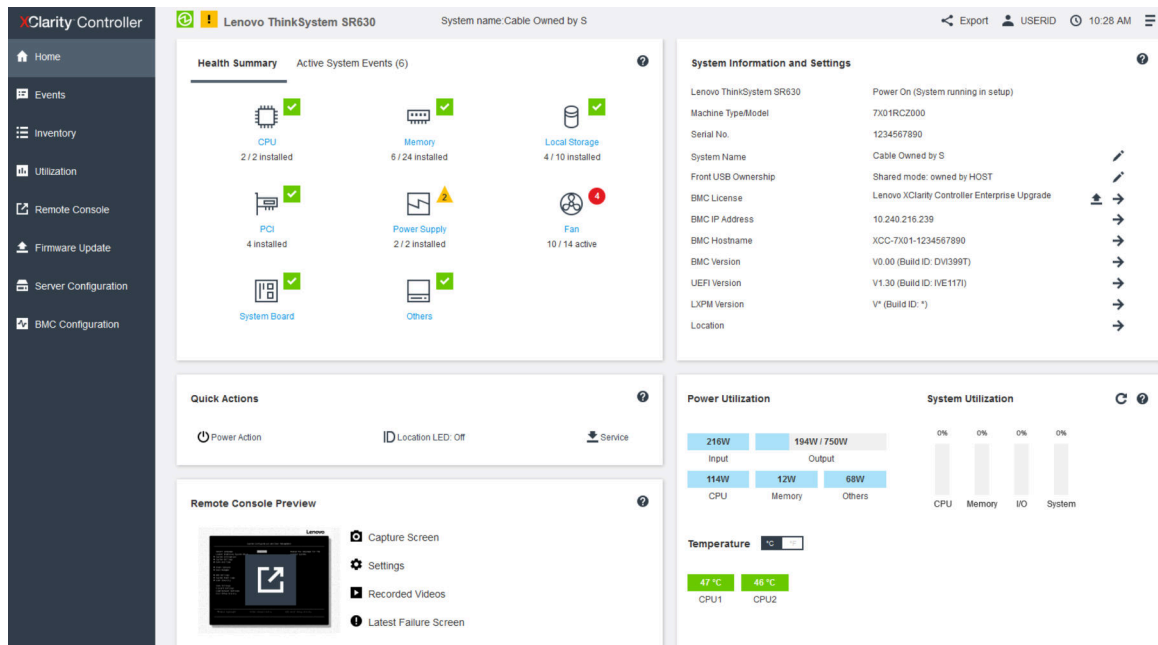 XClarity Controller
Lenovo ThinkSystem SR630
System name:Cable Owned by S
Export
USERID
10:28 AM
Home
Events
Inventory
Utilization
Remote Console
Firmware Update
Server Configuration
BMC Configuration
Health Summary
Active System Events (6)
CPU
2 / 2 installed
Memory
6 / 24 installed
Local Storage
4 / 10 installed
PCI
4 installed
2
Power Supply
2 / 2 installed
4
Fan
10 / 14 active
System Board
Others
System Information and Settings
Lenovo ThinkSystem SR630 Power On (System running in setup)
Machine Type/Model 7X01RCZ000
Serial No. 1234567890
System Name Cable Owned by S
Front USB Ownership Shared mode: owned by HOST
BMC License Lenovo XClarity Controller Enterprise Upgrade
BMC IP Address 10.240.216.239
BMC Hostname XCC-7X01-1234567890
BMC Version V0.00 (Build ID: DVI399T)
UEFI Version V1.30 (Build ID: IVE117I)
LXPM Version V* (Build ID: *)
Location
Quick Actions
Power Action
ID Location LED: Off
Service
Remote Console Preview
Lenovo
Capture Screen
Settings
Recorded Videos
Latest Failure Screen
Power Utilization
216W
Input
194W / 750W
Output
114W
CPU
12W
Memory
68W
Others
System Utilization
0% 0% 0% 0%
CPU Memory I/O System
Temperature °C
47 °C 46 °C
CPU1 CPU2